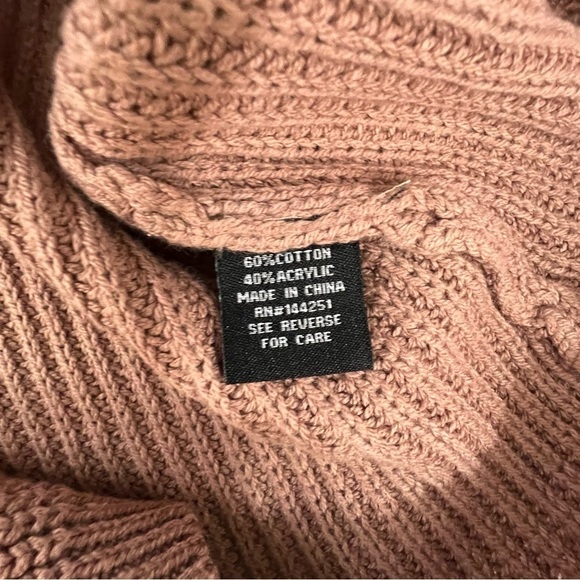 60%COTTON
40%ACRYLIC
MADE IN CHINA
RN#144251
SEE REVERSE
FOR CARE